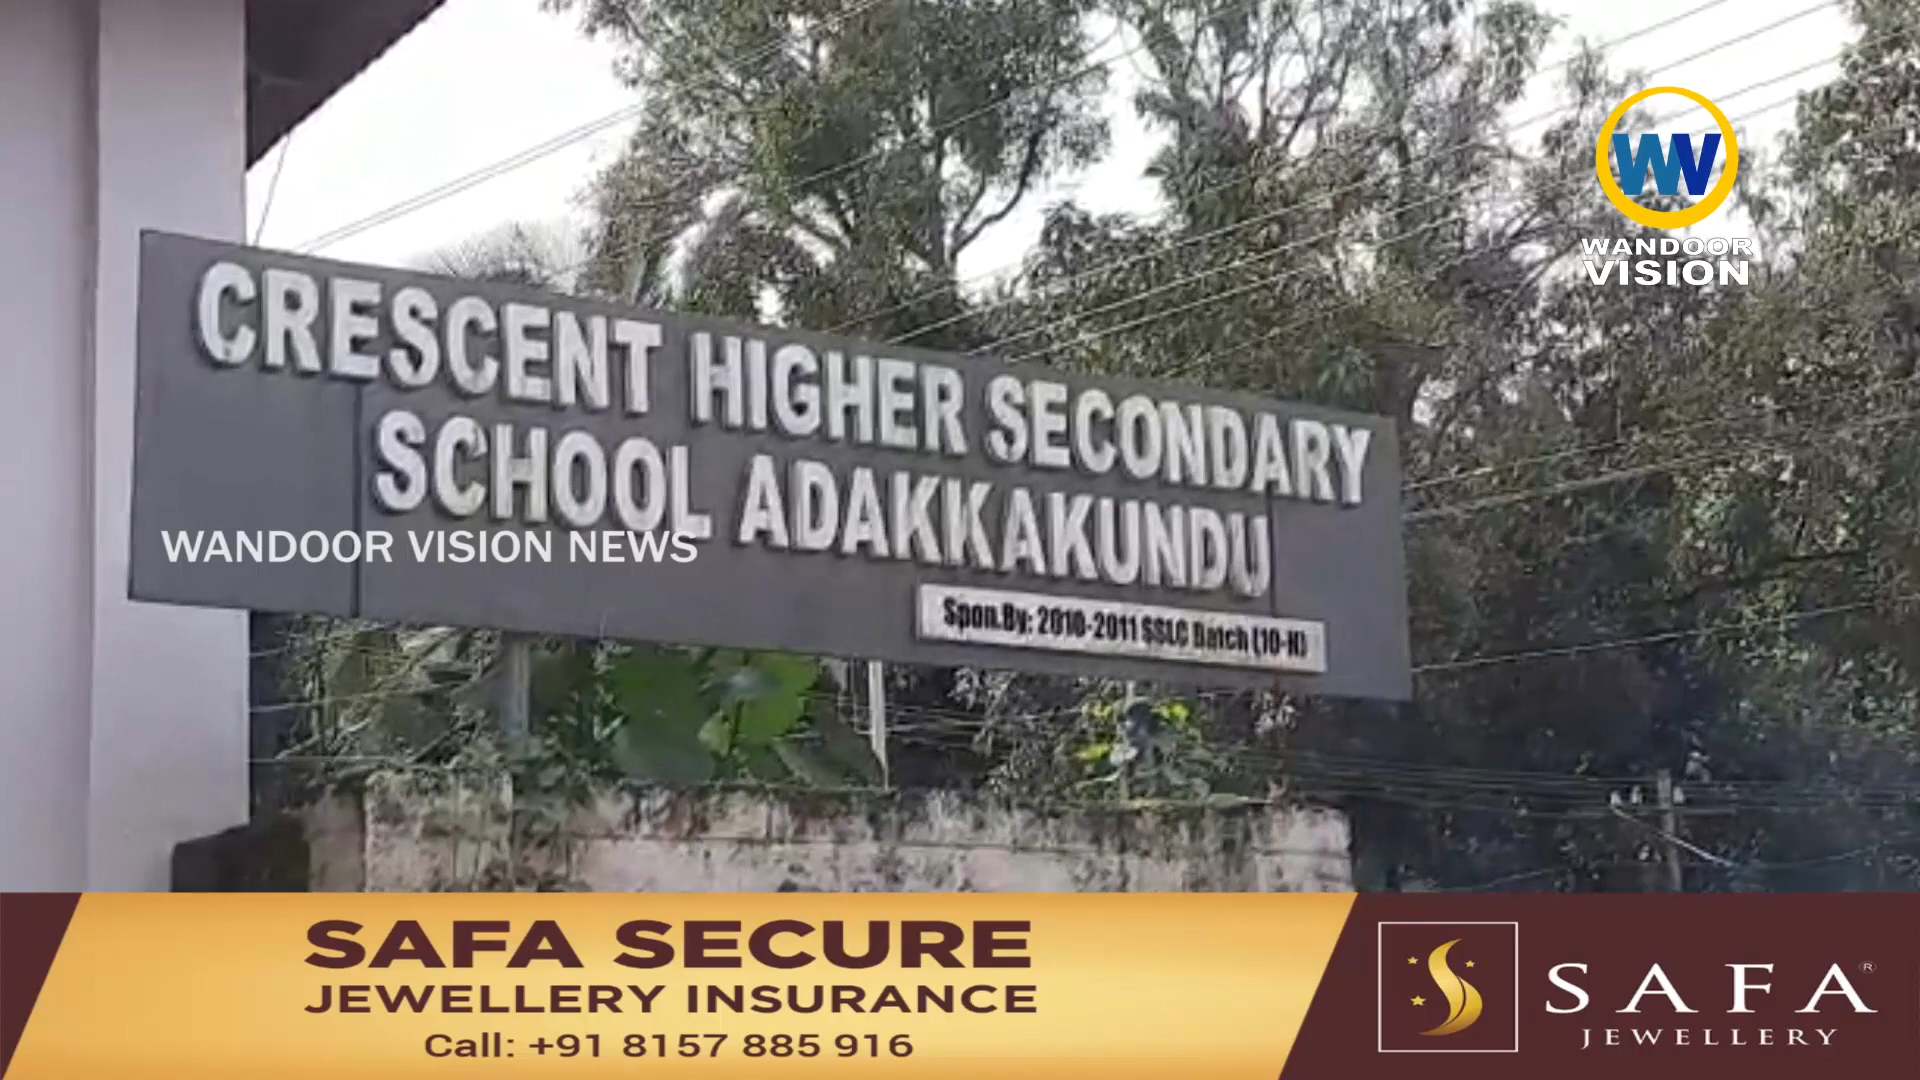 WV
WANDOOR
VISION
CRESCENT HIGHER SECONDARY
SCHOOL ADAKKAKUNDU
WANDOOR VISION NEWS
Spon.By: 2010-2011 SSLC Batch (10-H)
SAFA SECURE
JEWELLERY INSURANCE
Call: +91 8157 885 916
SAFA®
JEWELLERY